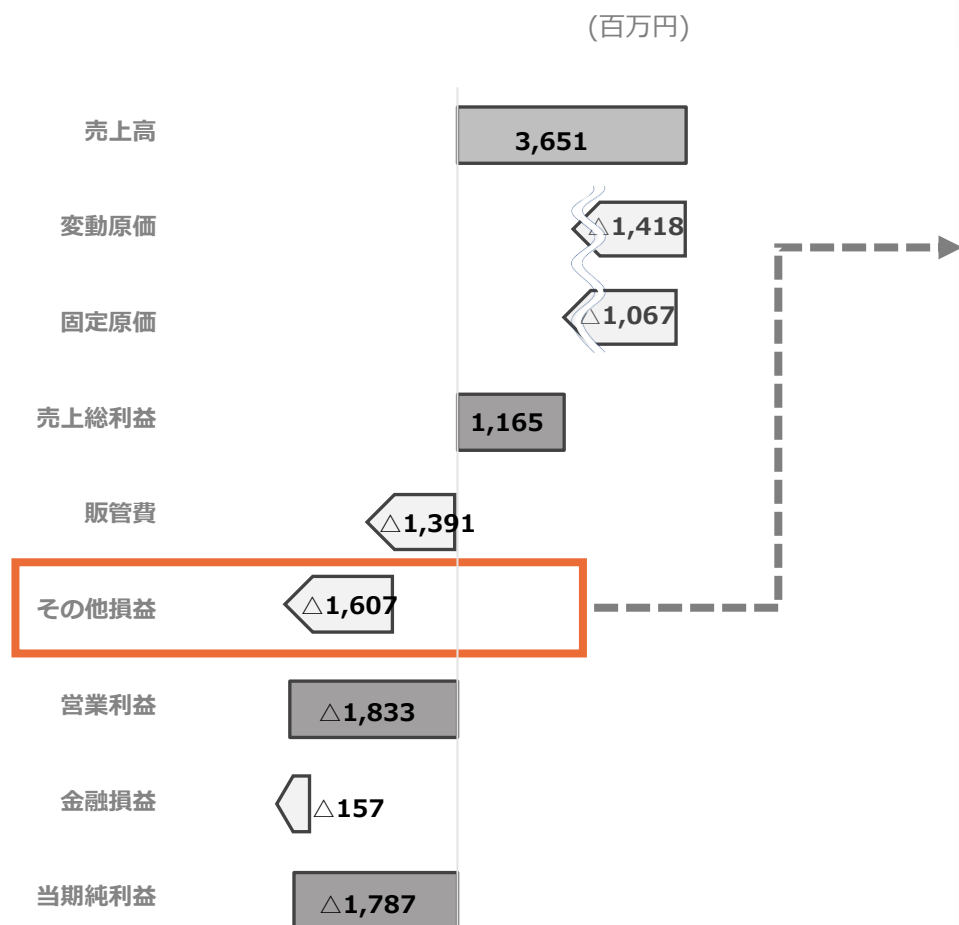 (百万円)
売上高 3,651
変動原価 △1,418
固定原価 △1,067
売上総利益 1,165
販管費 △1,391
その他損益 △1,607
営業利益 △1,833
金融損益 △157
当期純利益 △1,787